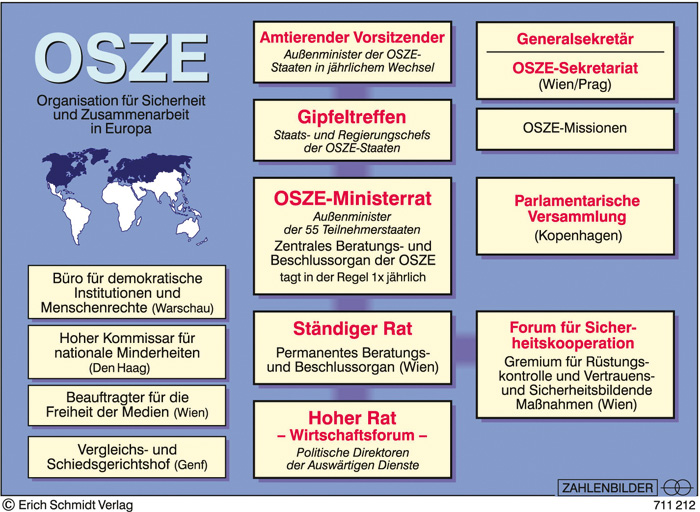 OSZE
Organisation für Sicherheit
und Zusammenarbeit
in Europa
Büro für demokratische
Institutionen und
Menschenrechte (Warschau)
Hoher Kommissar für
nationale Minderheiten
(Den Haag)
Beauftragter für die
Freiheit der Medien (Wien)
Vergleichs- und
Schiedsgerichtshof (Genf)
Amtierender Vorsitzender
Außenminister der OSZE-
Staaten in jährlichem Wechsel
Gipfeltreffen
Staats- und Regierungschefs
der OSZE-Staaten
OSZE-Ministerrat
Außenminister
der 55 Teilnehmerstaaten
Zentrales Beratungs- und
Beschlussorgan der OSZE
tagt in der Regel 1x jährlich
Ständiger Rat
Permanentes Beratungs-
und Beschlussorgan (Wien)
Hoher Rat
– Wirtschaftsforum –
Politische Direktoren
der Auswärtigen Dienste
Generalsekretär
OSZE-Sekretariat
(Wien/Prag)
OSZE-Missionen
Parlamentarische
Versammlung
(Kopenhagen)
Forum für Sicher-
heitskooperation
Gremium für Rüstungs-
kontrolle und Vertrauens-
und Sicherheitsbildende
Maßnahmen (Wien)
ZAHLENBILDER
© Erich Schmidt Verlag
711 212